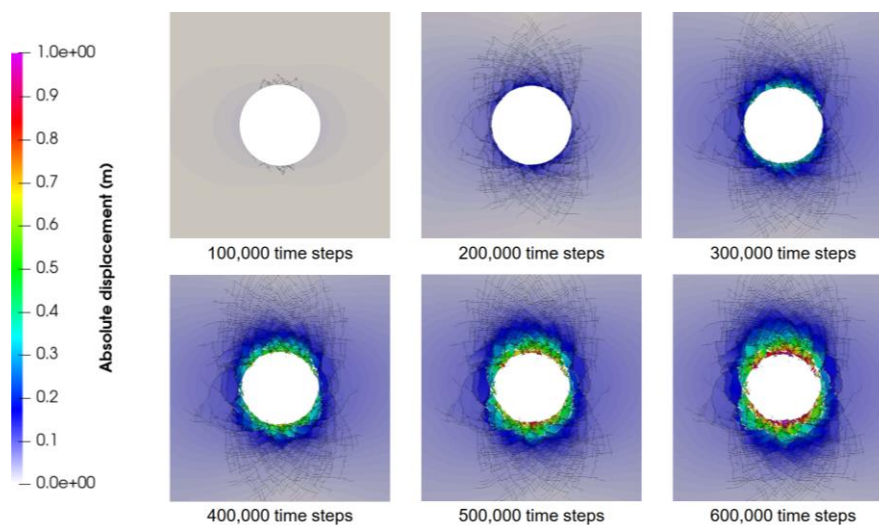 1.0e+00
0.9
0.8
0.7
0.6
0.5
0.4
0.3
0.2
0.1
0.0e+00
Absolute displacement (m)
100,000 time steps
200,000 time steps
300,000 time steps
400,000 time steps
500,000 time steps
600,000 time steps